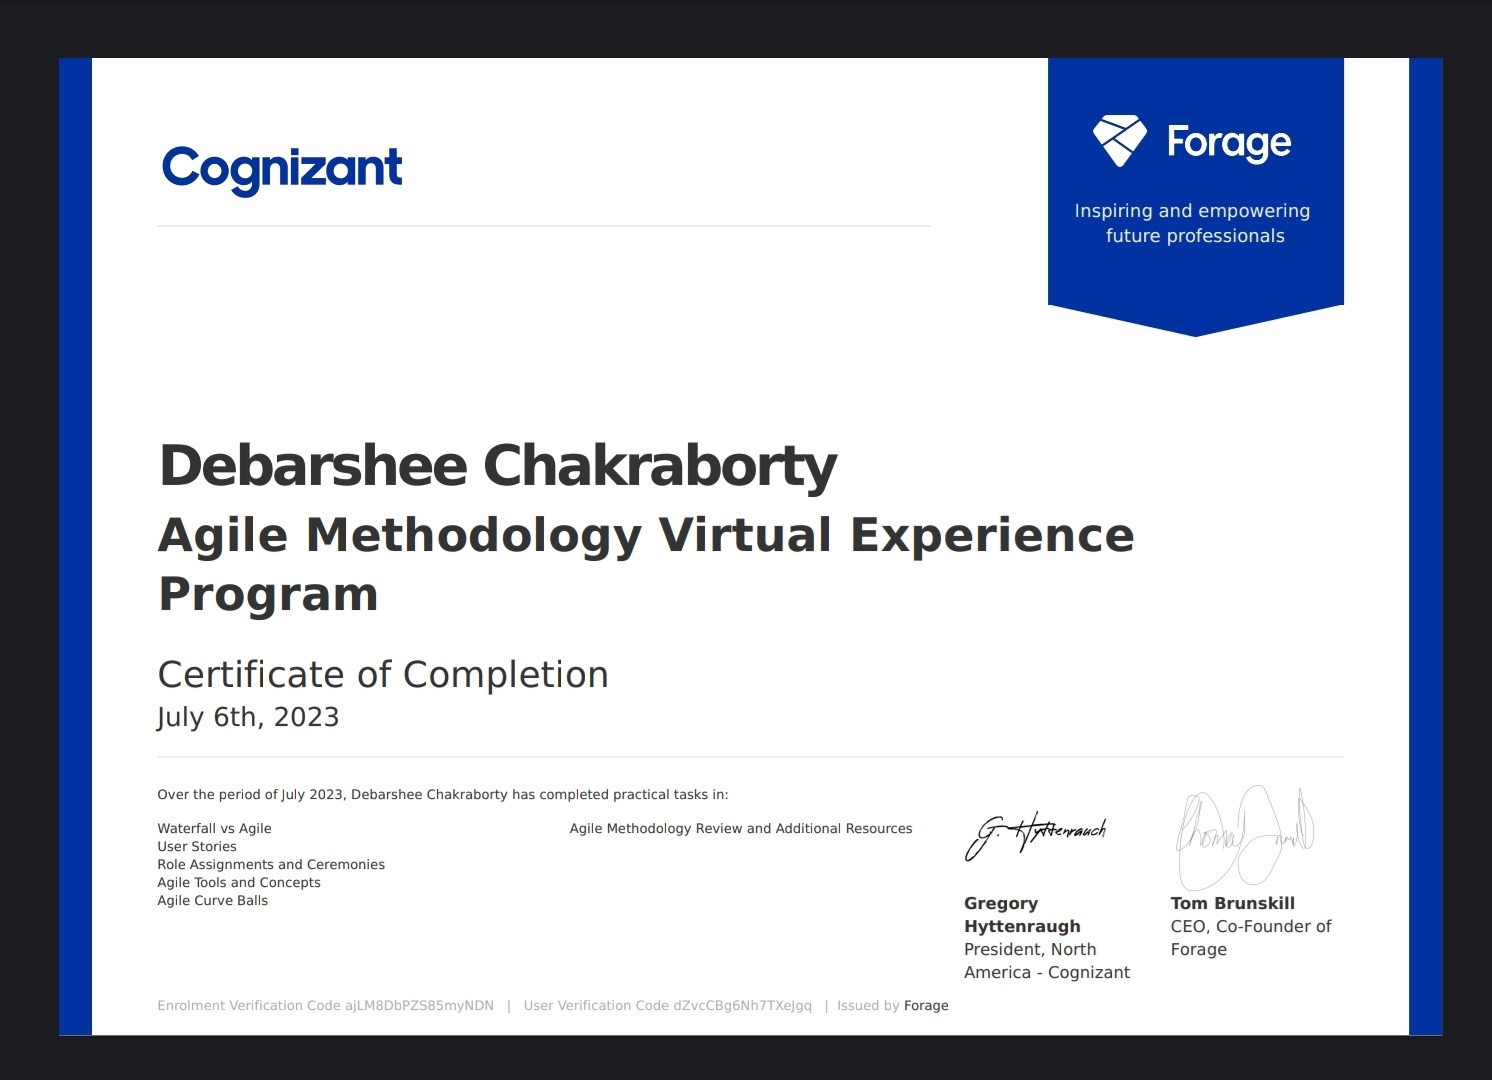 Cognizant
Forage
Inspiring and empowering
future professionals
Debarshee Chakraborty
Agile Methodology Virtual Experience
Program
Certificate of Completion
July 6th, 2023
Over the period of July 2023, Debarshee Chakraborty has completed practical tasks in:
Waterfall vs Agile
User Stories
Role Assignments and Ceremonies
Agile Tools and Concepts
Agile Curve Balls
Agile Methodology Review and Additional Resources
G. Hyttenrauch
Gregory
Hyttenraugh
President, North
America - Cognizant
Tom Brunskill
CEO, Co-Founder of
Forage
Enrolment Verification Code ajLM8DbPZS85myNDN | User Verification Code dZvcCBg6Nh7TXeJgq | Issued by Forage